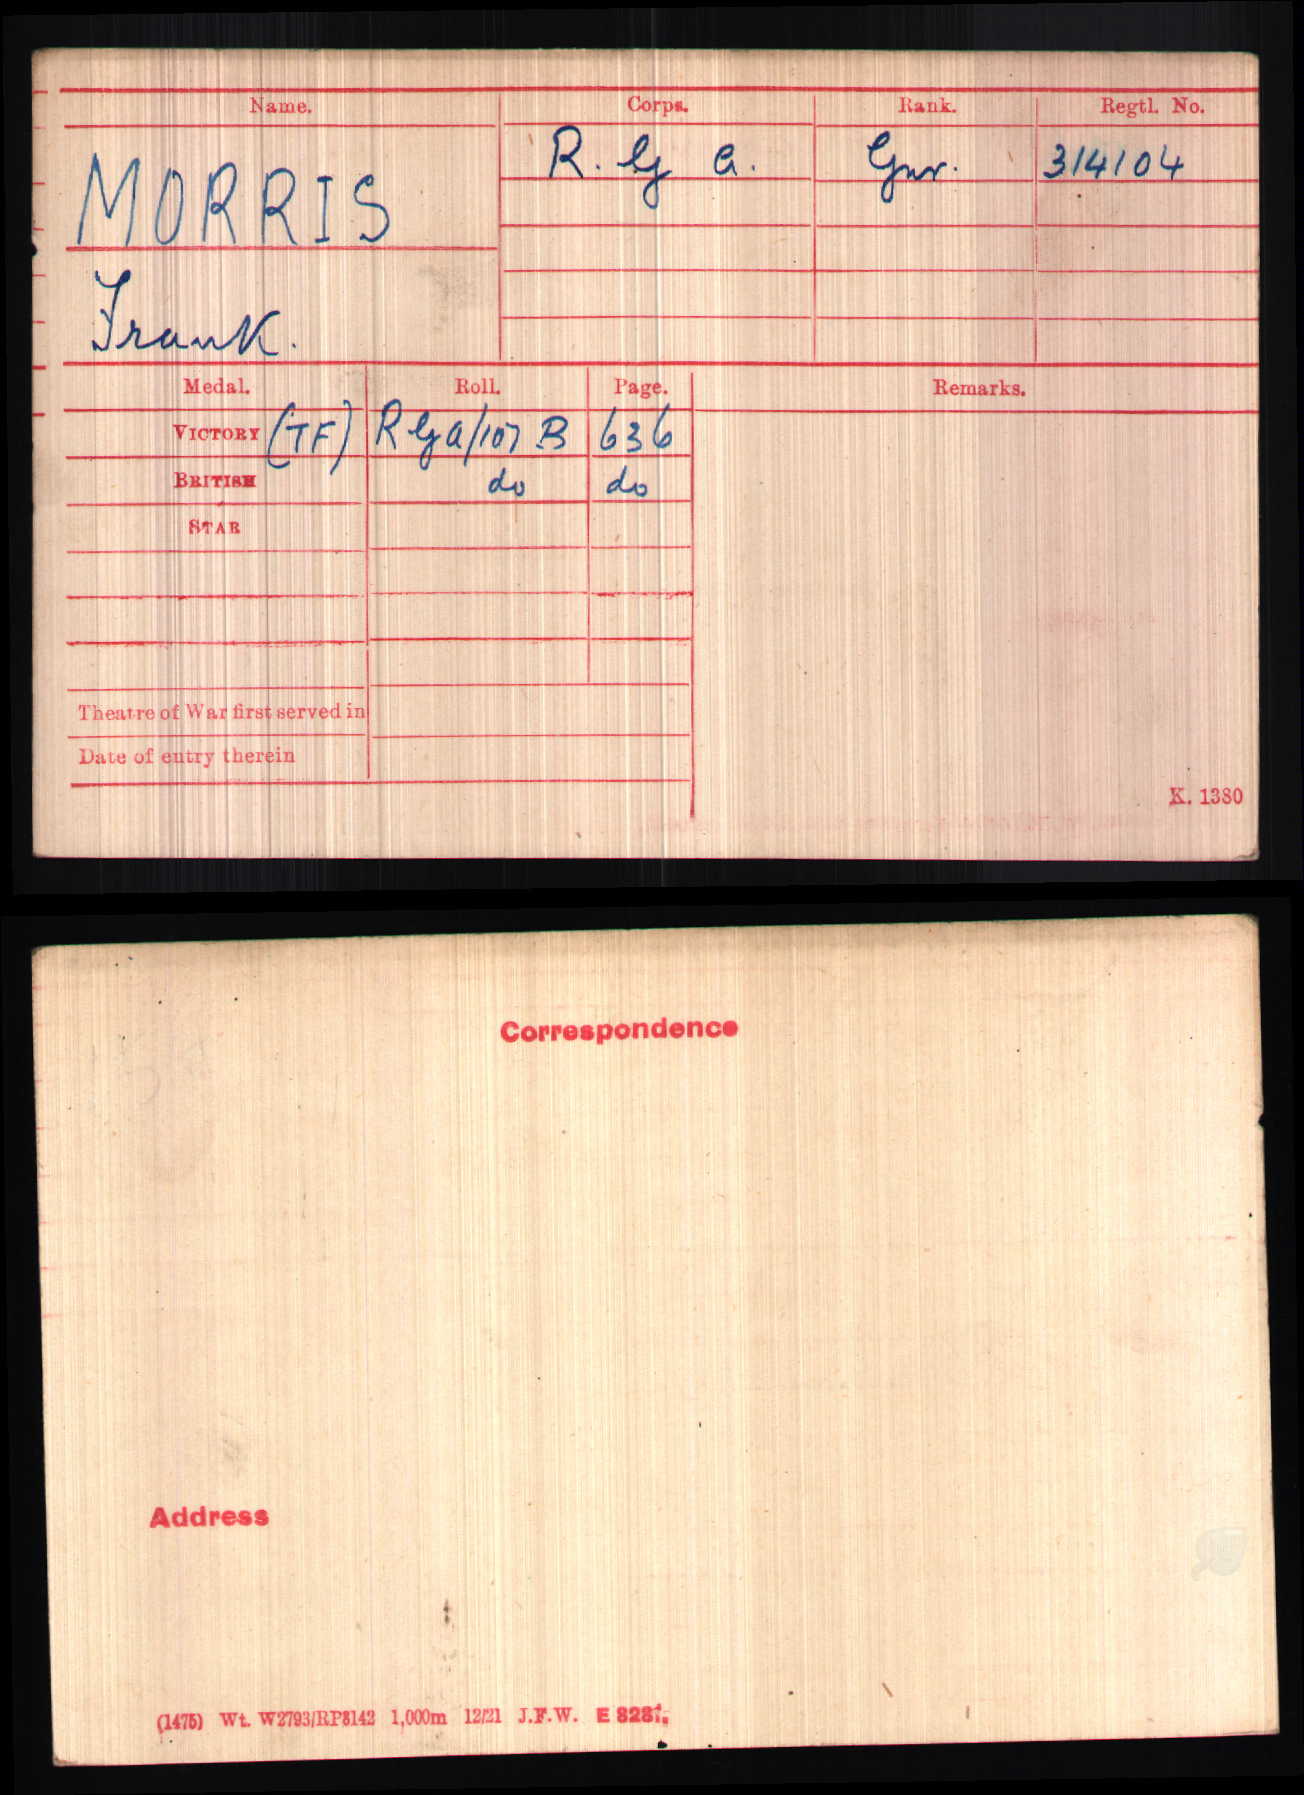 Name. Corps. Rank. Regtl. No.
MORRIS R. G. A. Gnr. 314104
Frank.
Medal. Roll. Page. Remarks.
VICTORY (TF) RGA/107 B 636
BRITISH do do
STAR
Theatre of War first served in
Date of entry therein
K. 1380
Correspondence
Address
(1475) Wt. W2793/RP8142 1,000m 12/21 J.F.W.